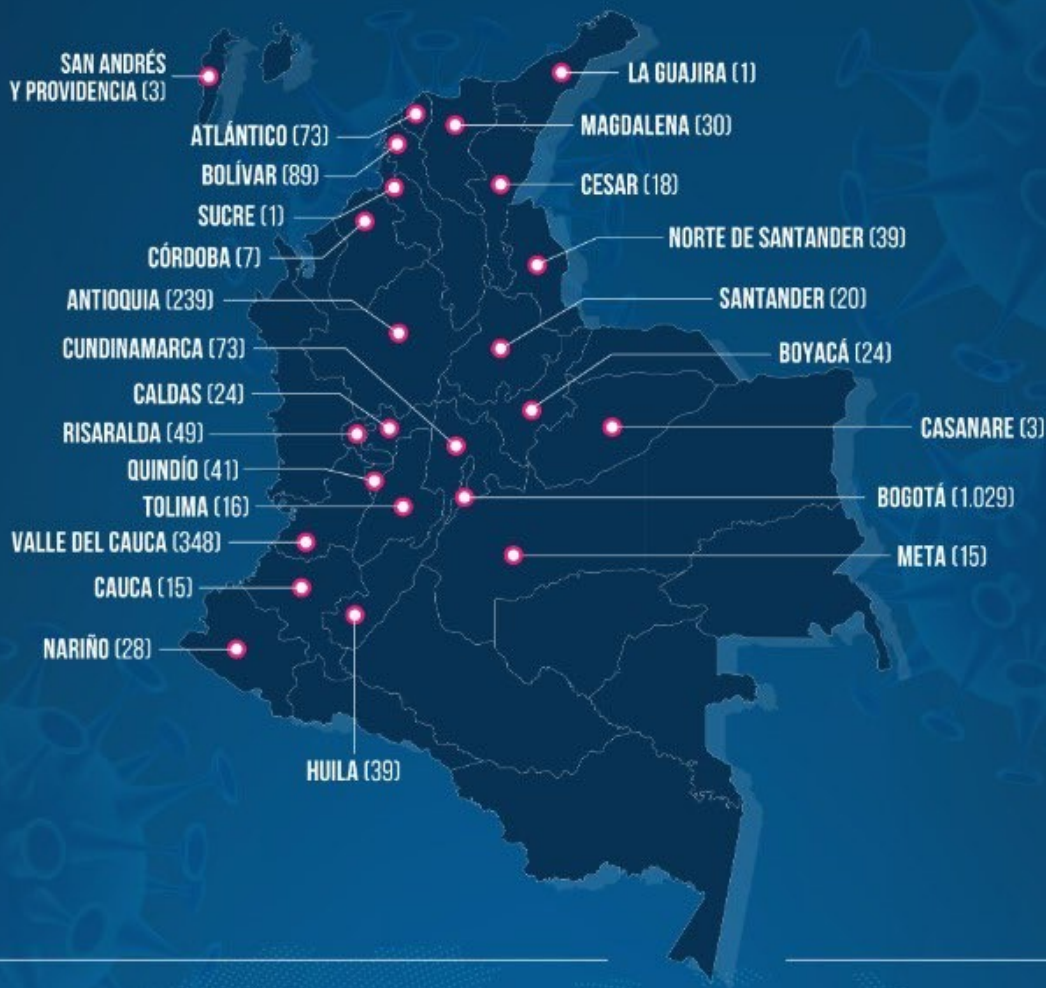 SAN ANDRÉS
Y PROVIDENCIA (3)
ATLÁNTICO (73)
BOLÍVAR (89)
SUCRE (1)
CÓRDOBA (7)
ANTIOQUIA (239)
CUNDINAMARCA (73)
CALDAS (24)
RISARALDA (49)
QUINDÍO (41)
TOLIMA (16)
VALLE DEL CAUCA (348)
CAUCA (15)
NARIÑO (28)
HUILA (39)
LA GUAJIRA (1)
MAGDALENA (30)
CESAR (18)
NORTE DE SANTANDER (39)
SANTANDER (20)
BOYACÁ (24)
CASANARE (3)
BOGOTÁ (1.029)
META (15)